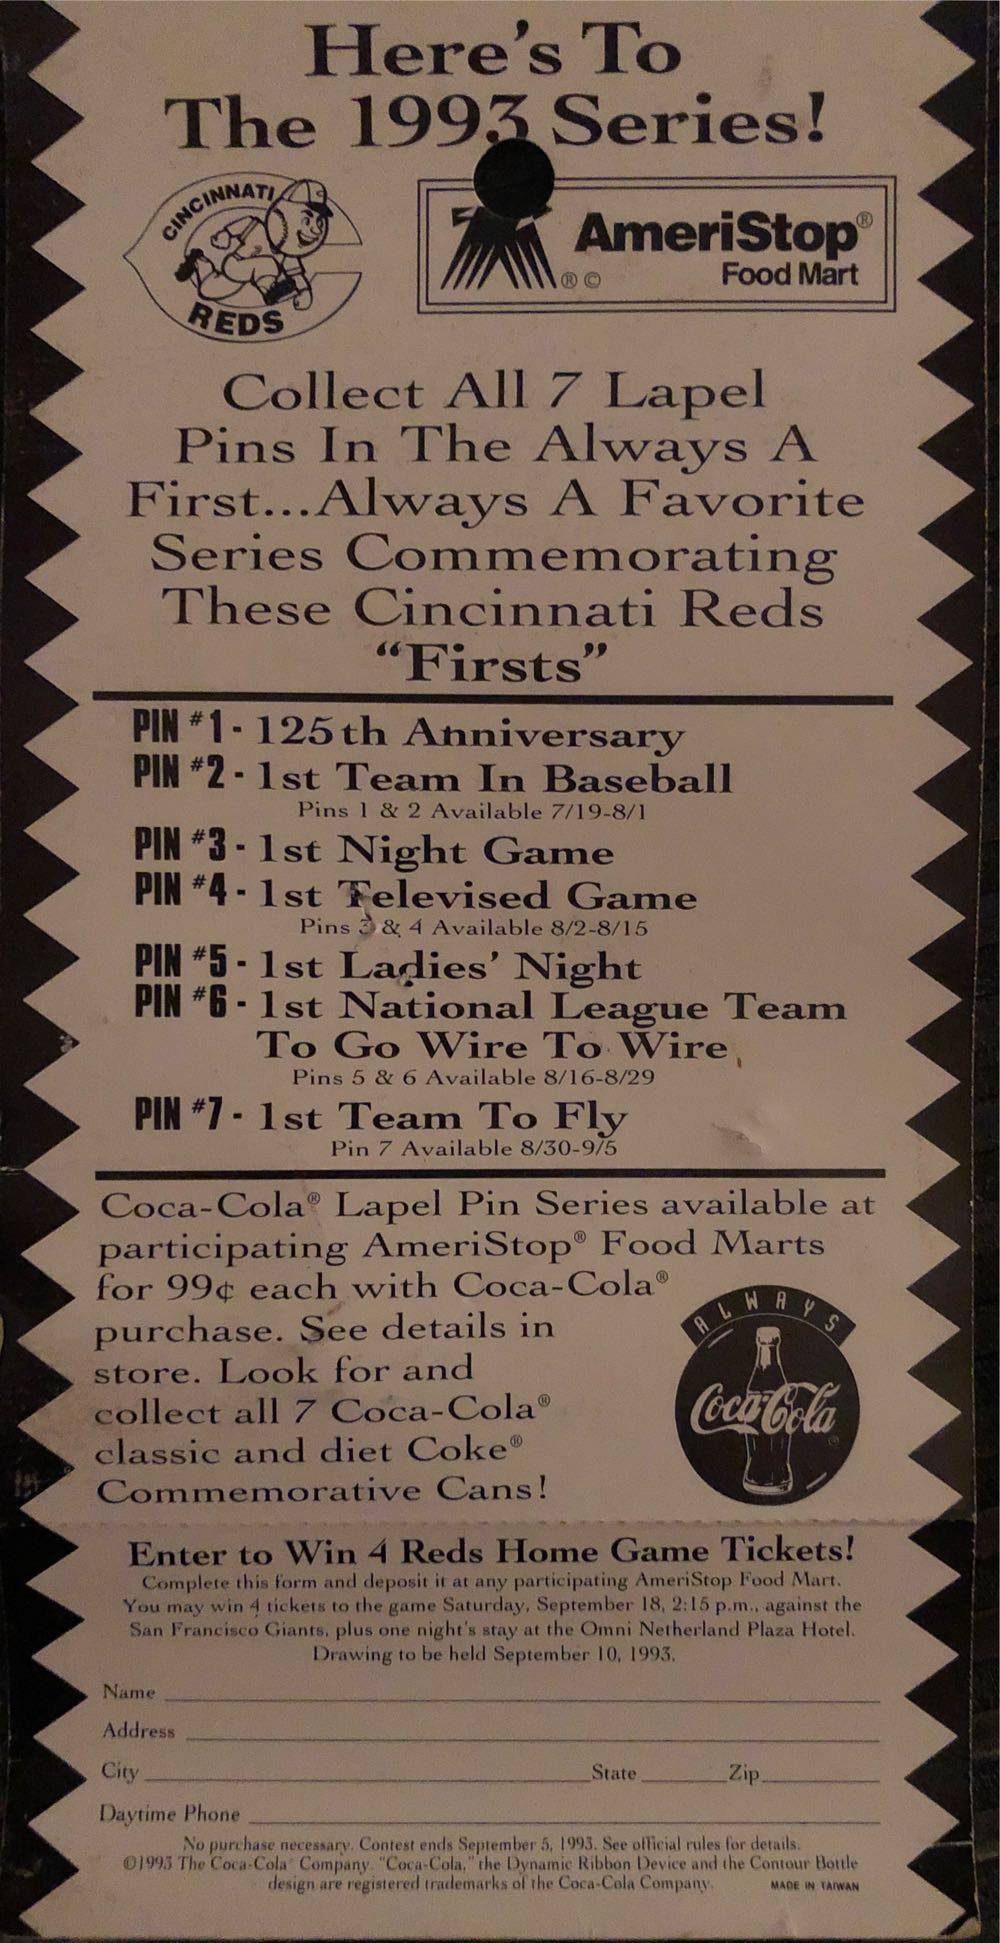 Here's To
The 1993 Series!
CINCINNATI
REDS
AmeriStop®
Food Mart
®©
Collect All 7 Lapel
Pins In The Always A
First...Always A Favorite
Series Commemorating
These Cincinnati Reds
“Firsts”
PIN #1 - 125th Anniversary
PIN #2 - 1st Team In Baseball
Pins 1 & 2 Available 7/19-8/1
PIN #3 - 1st Night Game
PIN #4 - 1st Televised Game
Pins 3 & 4 Available 8/2-8/15
PIN #5 - 1st Ladies' Night
PIN #6 - 1st National League Team
To Go Wire To Wire
Pins 5 & 6 Available 8/16-8/29
PIN #7 - 1st Team To Fly
Pin 7 Available 8/30-9/5
Coca-Cola® Lapel Pin Series available at
participating AmeriStop® Food Marts
for 99¢ each with Coca-Cola®
purchase. See details in
store. Look for and
collect all 7 Coca-Cola®
classic and diet Coke®
Commemorative Cans!
ALWAYS
Coca-Cola
®
Enter to Win 4 Reds Home Game Tickets!
Complete this form and deposit it at any participating AmeriStop Food Mart.
You may win 4 tickets to the game Saturday, September 18, 2:15 p.m., against the
San Francisco Giants, plus one night's stay at the Omni Netherland Plaza Hotel.
Drawing to be held September 10, 1993.
Name
Address
City State Zip
Daytime Phone
No purchase necessary. Contest ends September 5, 1993. See official rules for details.
©1993 The Coca-Cola® Company. "Coca-Cola," the Dynamic Ribbon Device and the Contour Bottle
design are registered trademarks of the Coca-Cola Company. MADE IN TAIWAN